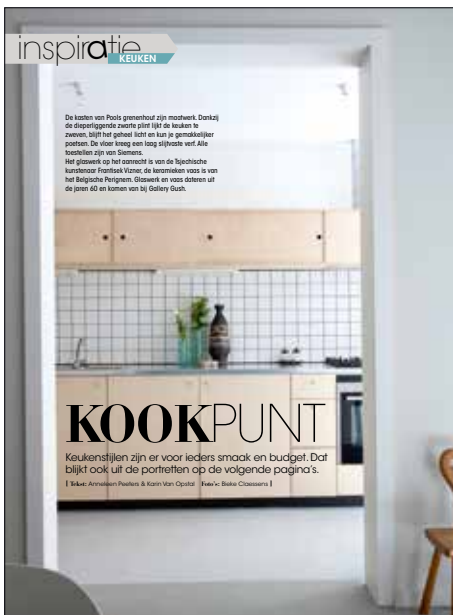 inspiratie
KEUKEN
De kasten van Pools grenenhout zijn maatwerk. Dankzij
de dieperliggende zwarte plint lijkt de keuken te
zweven, blijft het geheel licht en kun je gemakkelijker
poetsen. De vloer kreeg een laag slijtvaste verf. Alle
toestellen zijn van Siemens.
Het glaswerk op het aanrecht is van de Tsjechische
kunstenaar Frantisek Vizner, de keramieken vaas is van
het Belgische Perignem. Glaswerk en vaas dateren uit
de jaren 60 en komen van bij Gallery Gush.
KOOKPUNT
Keukenstijlen zijn er voor ieders smaak en budget. Dat
blijkt ook uit de portretten op de volgende pagina's.
| Tekst: Anneleen Peeters & Karin Van Opstal Foto's: Bieke Claessens |